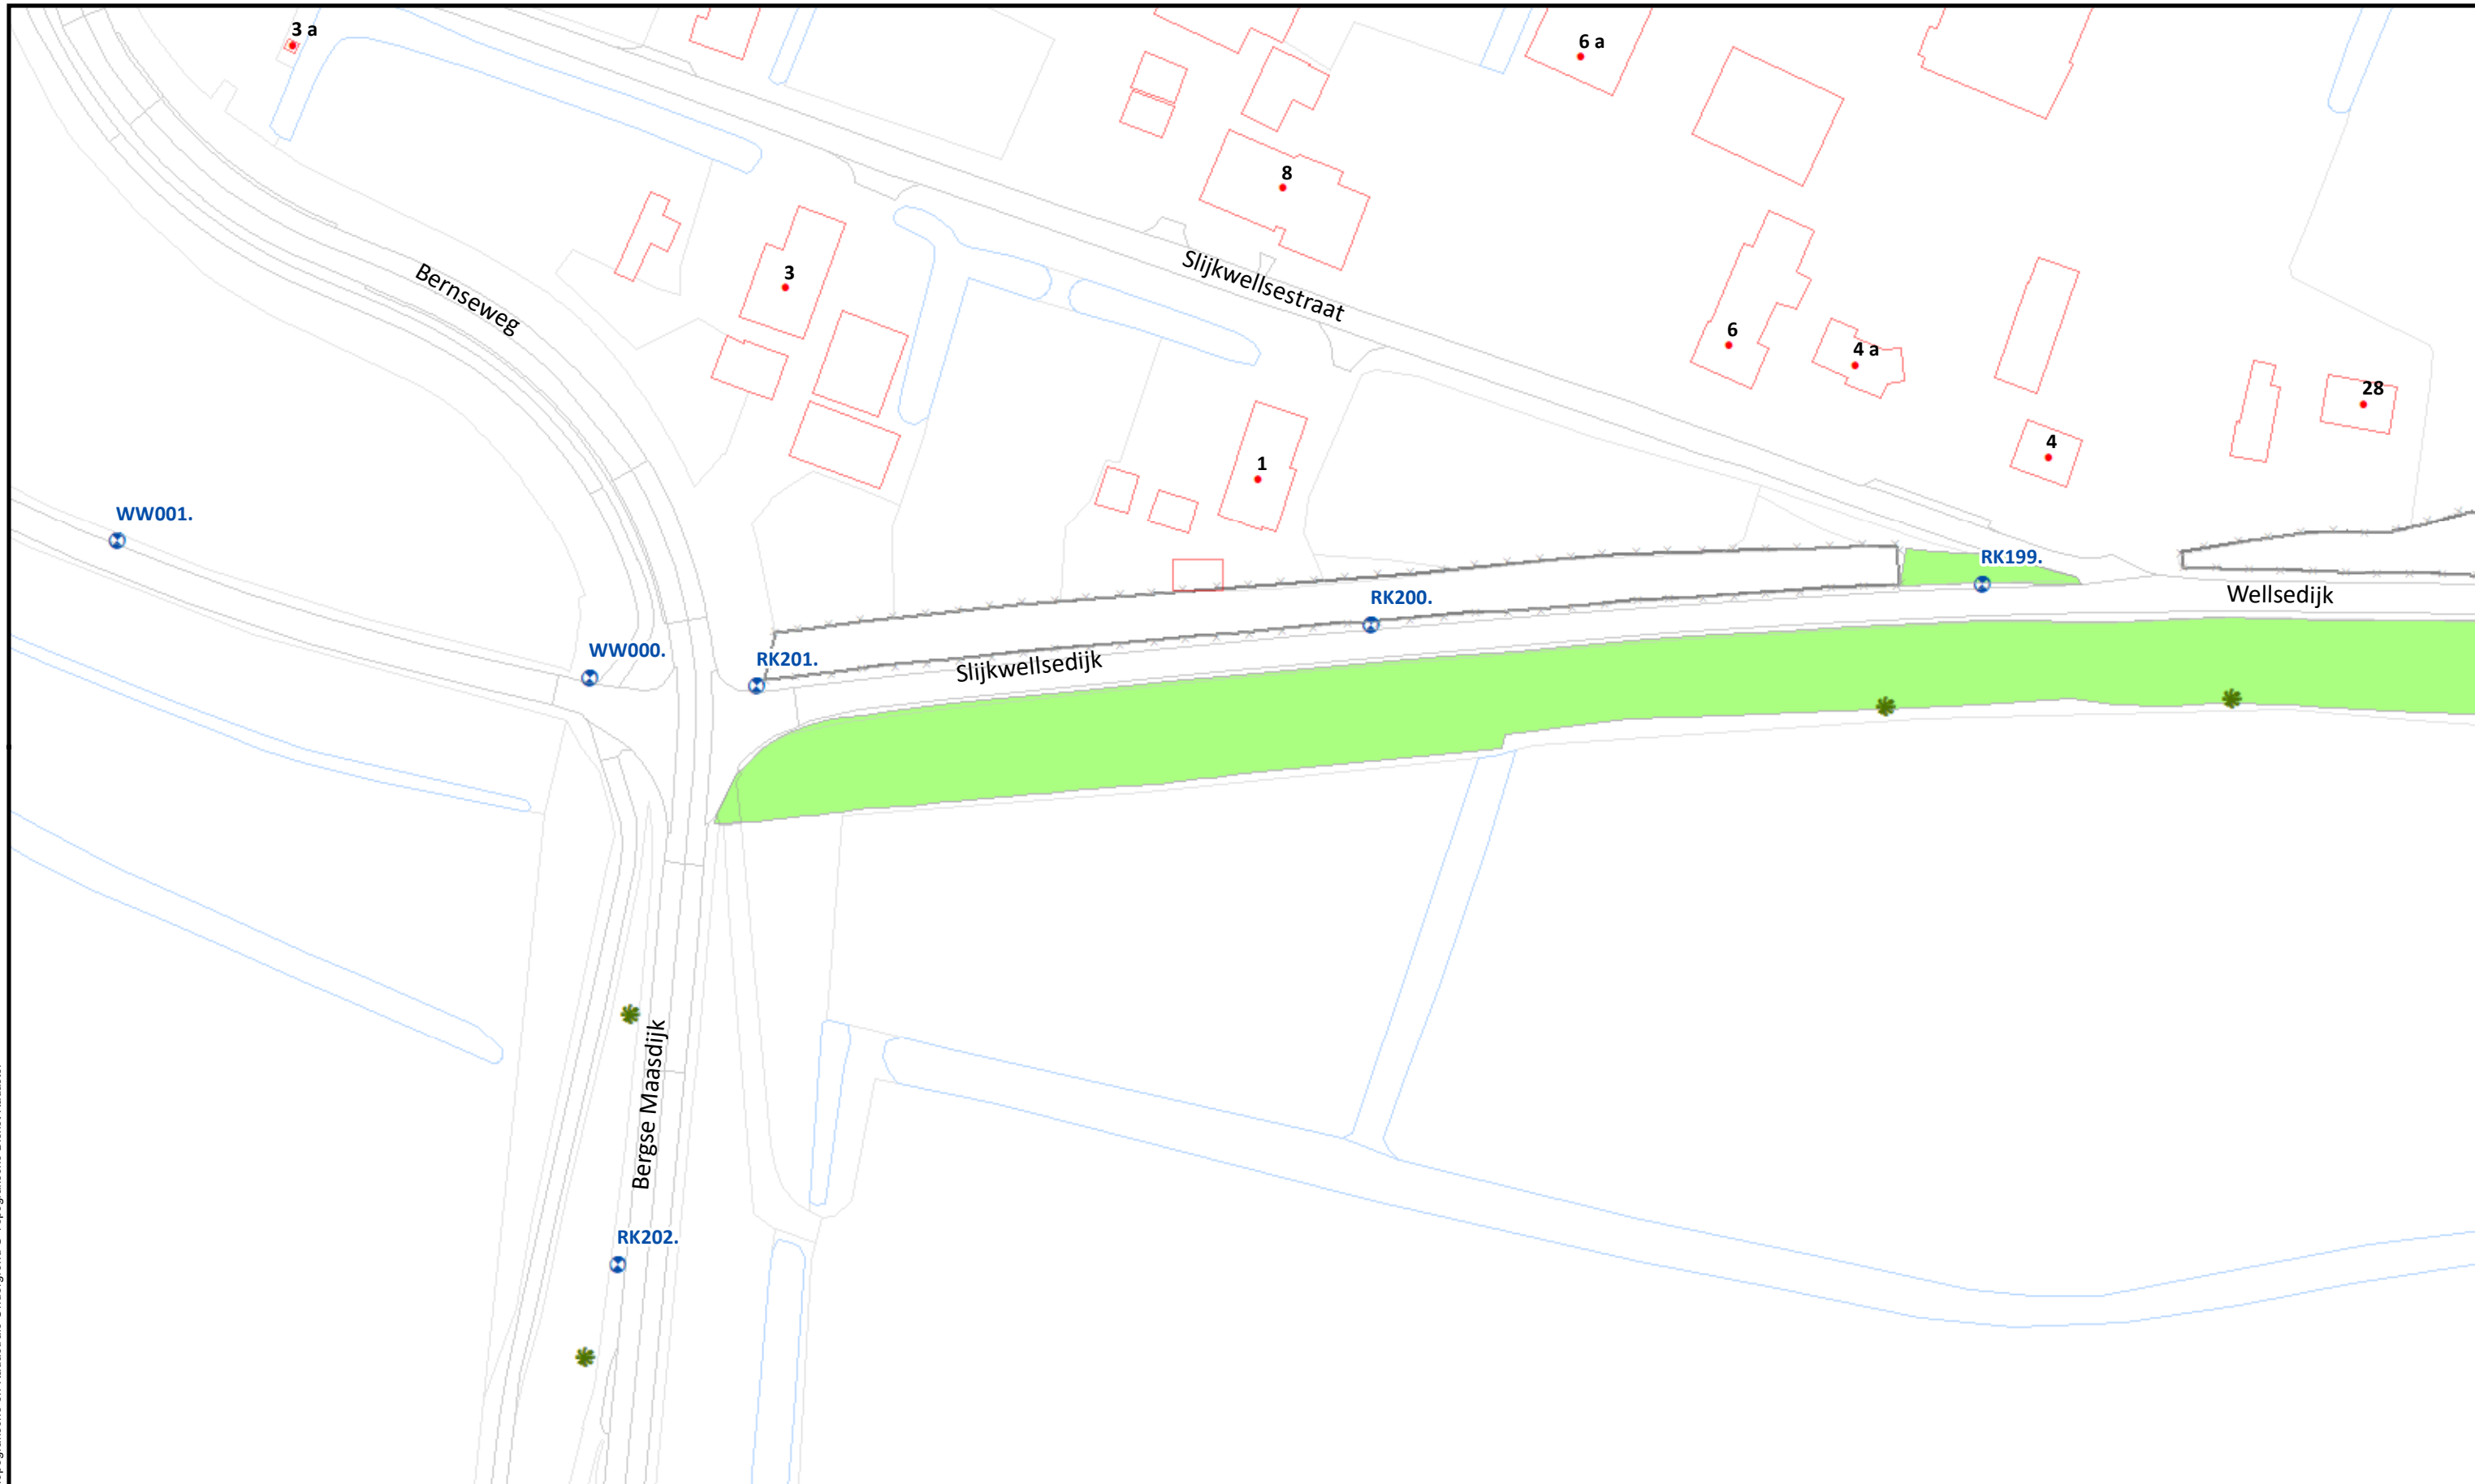 3 a
6 a
8
Slijkwellsestraat
Bernseweg
3
6
4 a
28
4
1
WW001.
RK199.
Wellsedijk
RK200.
WW000.
RK201.
Slijkwellsedijk
Bergse Maasdijk
RK202.